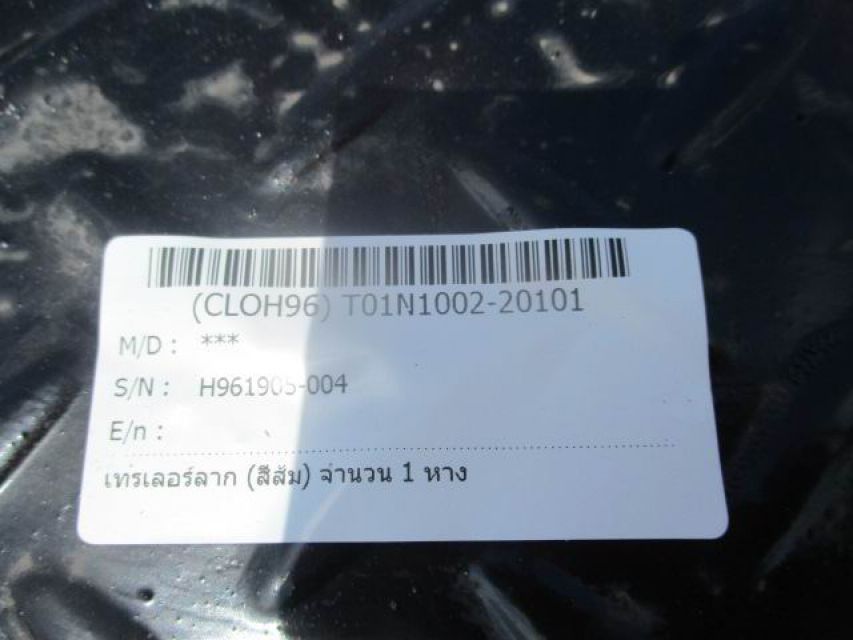 (CLOH96) T01N1002-20101
M/D : ***
S/N : H961905-004
E/n :
เทรเลอร์ลาก (สีส้ม) จำนวน 1 หาง